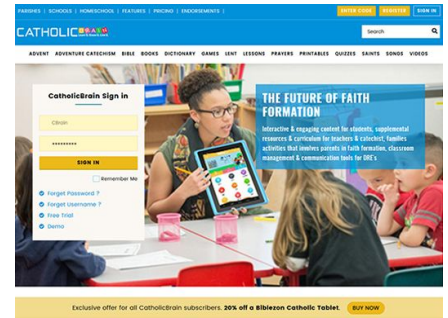 PARISHES | SCHOOLS | HOMESCHOOL | FEATURES | PRICING | ENDORSEMENTS |
ENTER CODE REGISTER SIGN IN
CATHOLICBRAIN
Search
ADVENT ADVENTURE CATECHISM BIBLE BOOKS DICTIONARY GAMES LENT LESSONS PRAYERS PRINTABLES QUIZZES SAINTS SONGS VIDEOS
CatholicBrain Sign in
CBrain
•••••••••
SIGN IN
Remember Me
Forget Password ?
Forget Username ?
Free Trial
Demo
THE FUTURE OF FAITH
FORMATION
Interactive & engaging content for students, supplemental
resources & curriculum for teachers & catechist, families
activities that involves parents in faith formation, classroom
management & communication tools for DRE's
Exclusive offer for all CatholicBrain subscribers. 20% off a Biblezon Catholic Tablet.
BUY NOW